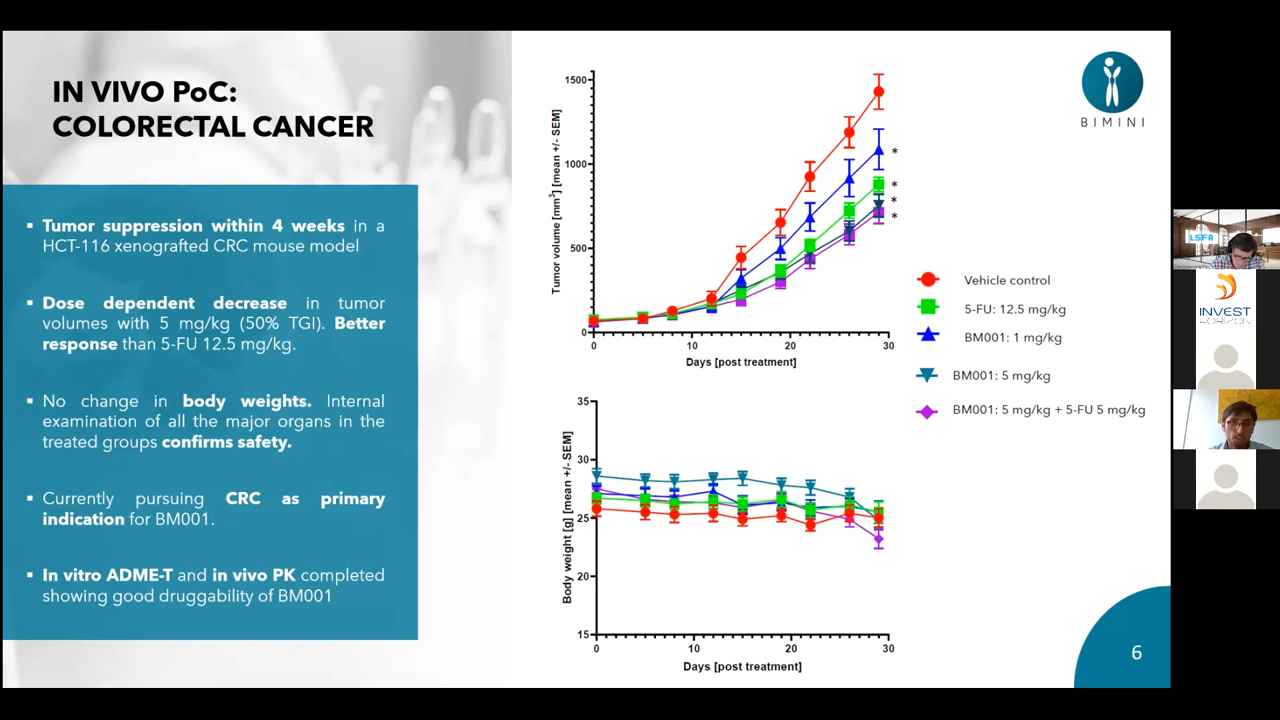 IN VIVO PoC:
COLORECTAL CANCER
▪ Tumor suppression within 4 weeks in a
HCT-116 xenografted CRC mouse model
▪ Dose dependent decrease in tumor
volumes with 5 mg/kg (50% TGI). Better
response than 5-FU 12.5 mg/kg.
▪ No change in body weights. Internal
examination of all the major organs in the
treated groups confirms safety.
▪ Currently pursuing CRC as primary
indication for BM001.
▪ In vitro ADME-T and in vivo PK completed
showing good druggability of BM001
Tumor volume [mm³] [mean +/- SEM]
1500
1000
500
0
0 10 20 30
Days [post treatment]
*
*
*
*
Vehicle control
5-FU: 12.5 mg/kg
BM001: 1 mg/kg
BM001: 5 mg/kg
BM001: 5 mg/kg + 5-FU 5 mg/kg
Body weight [g] [mean +/- SEM]
35
30
25
20
15
0 10 20 30
Days [post treatment]
BIMINI
6
LSFA
INVEST
HORIZON